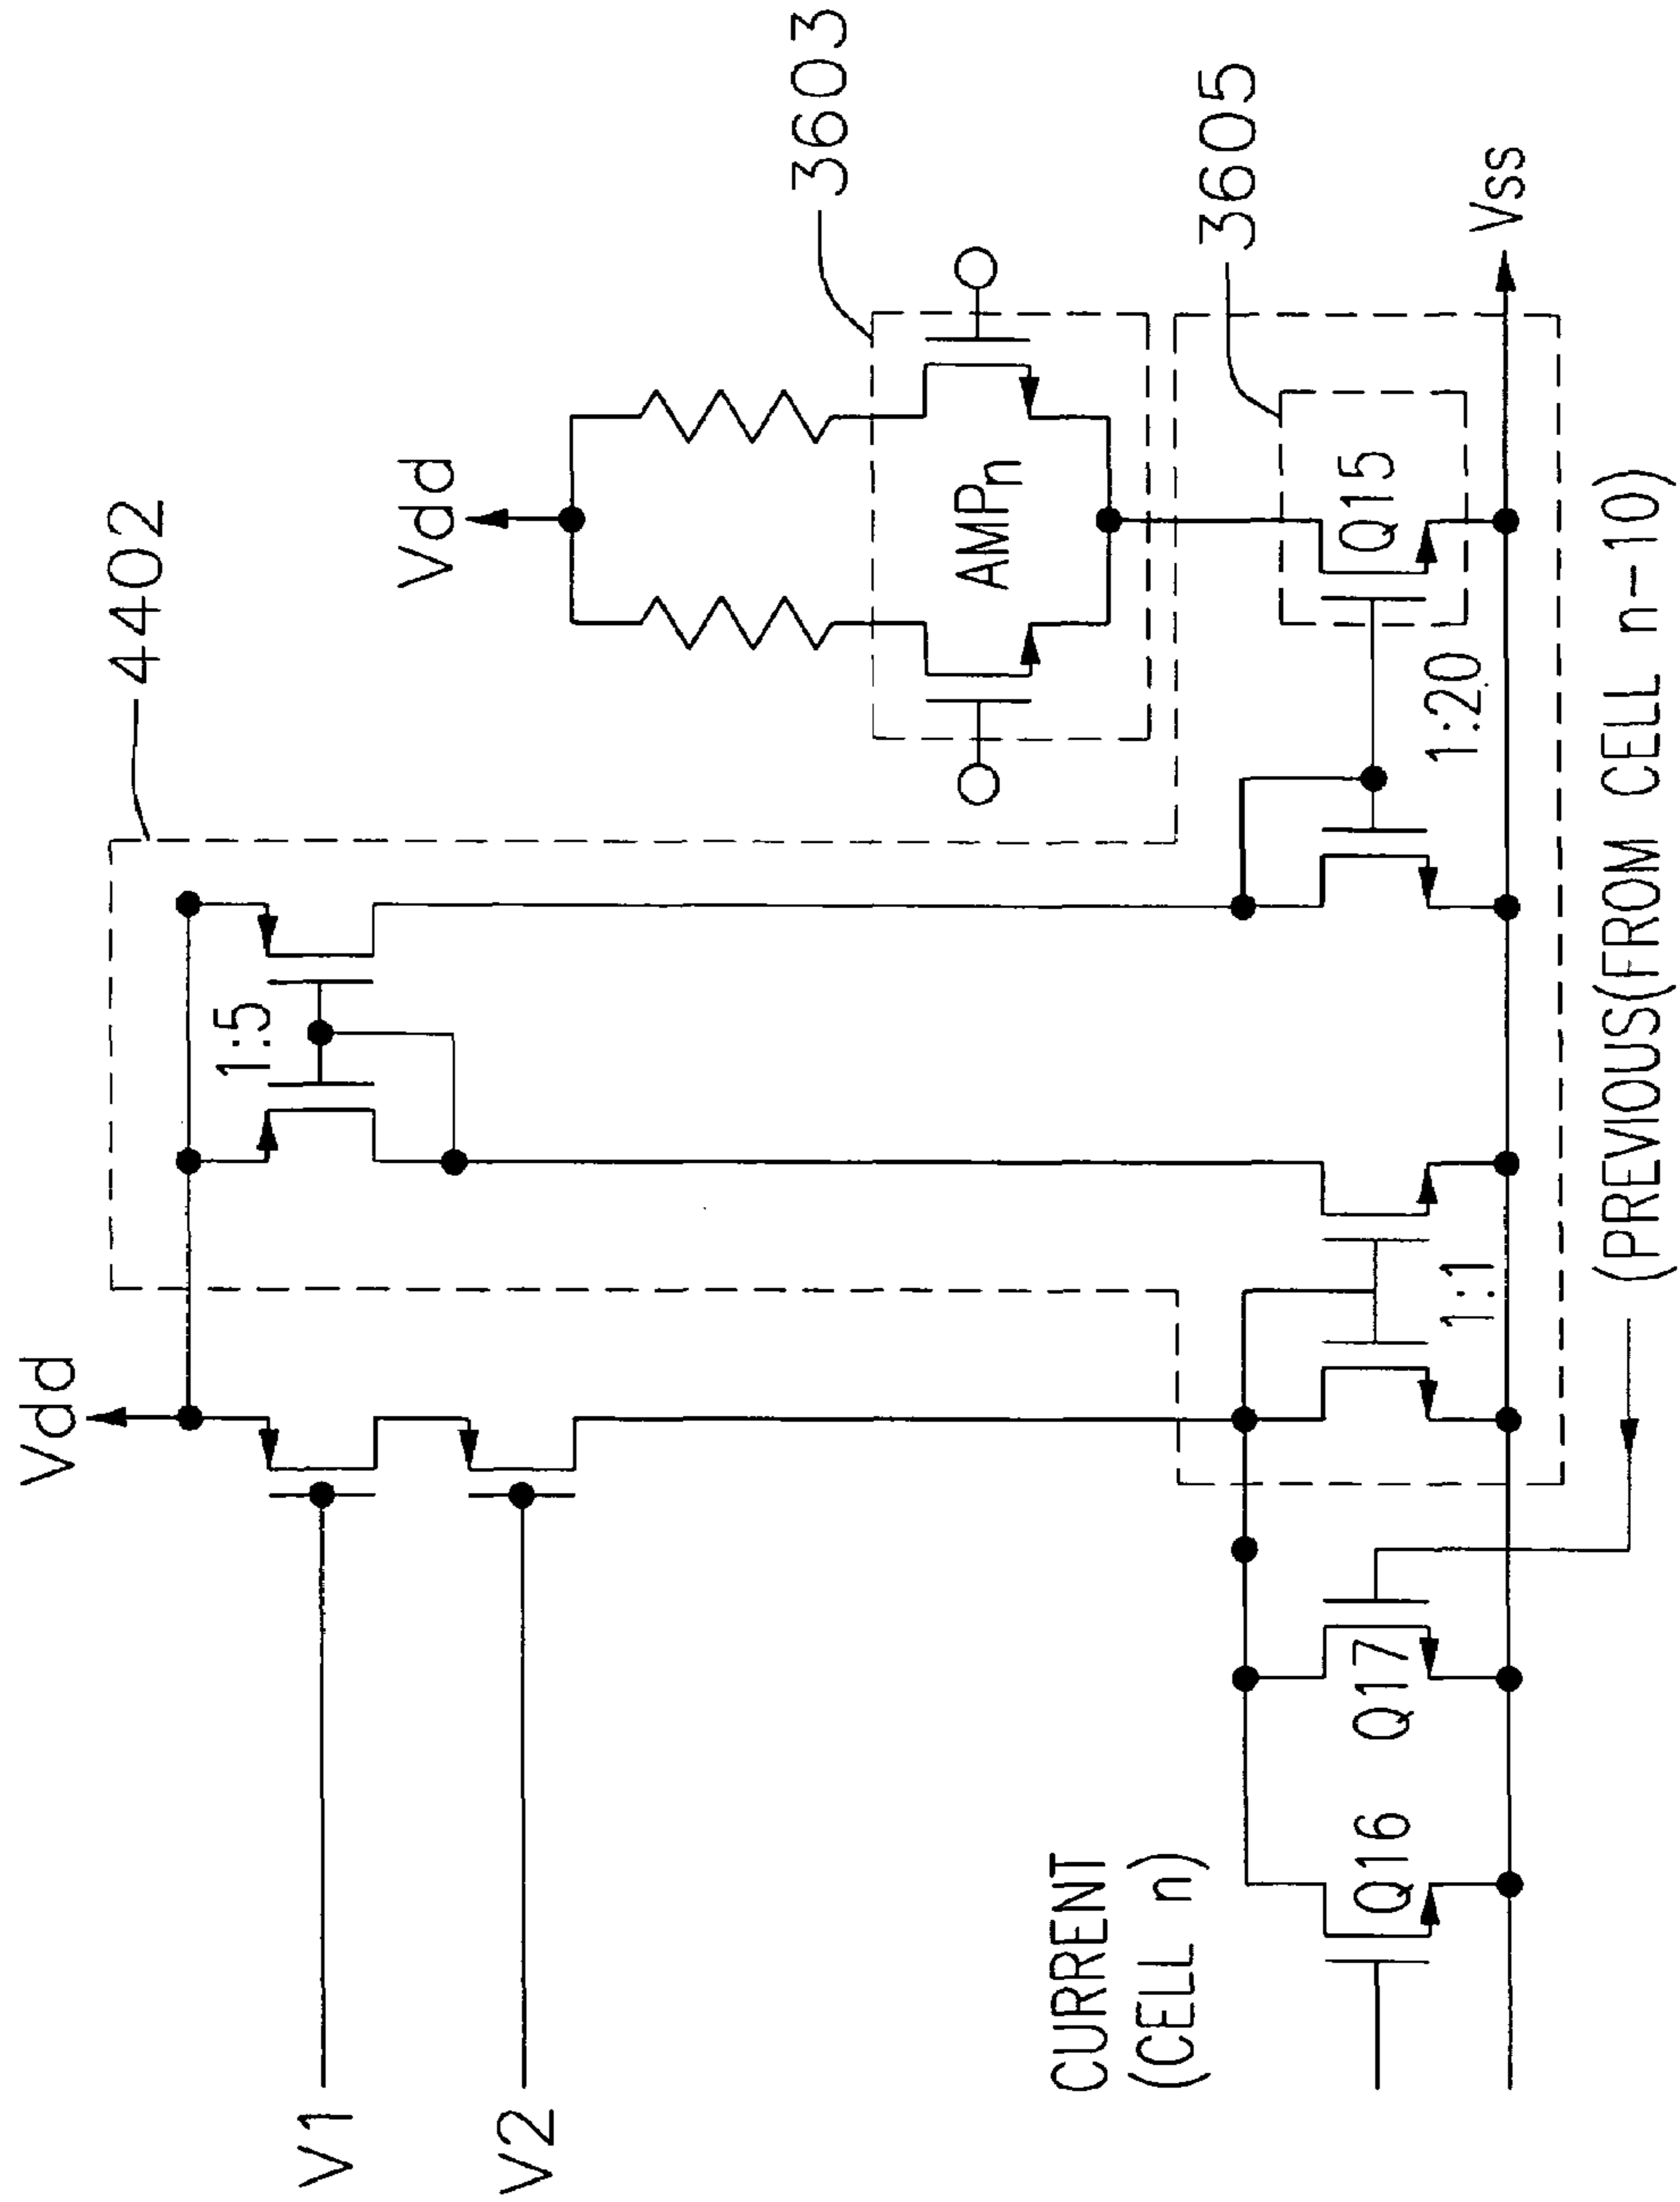 Vdd
4402
V1
V2
1:5
Vdd
3603
AMPn
3605
CURRENT
(CELL n)
Q16
Q17
1:1
1:20
Q15
Vss
(PREVIOUS(FROM CELL n-10)